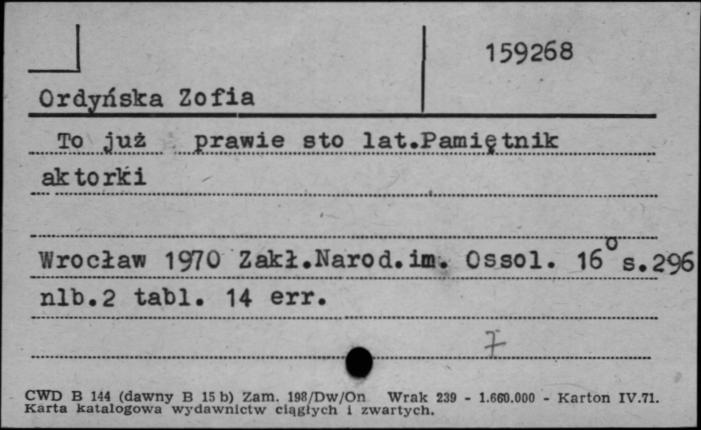 159268
Ordyńska Zofia
To już prawie sto lat.Pamiętnik
aktorki
Wrocław 1970 Zakł.Narod.im. Ossol. 16° s.296
nlb.2 tabl. 14 err.
7
CWD B 144 (dawny B 15 b) Zam. 198/Dw/On Wrak 239 - 1.660.000 - Karton IV.71.
Karta katalogowa wydawnictw ciągłych i zwartych.